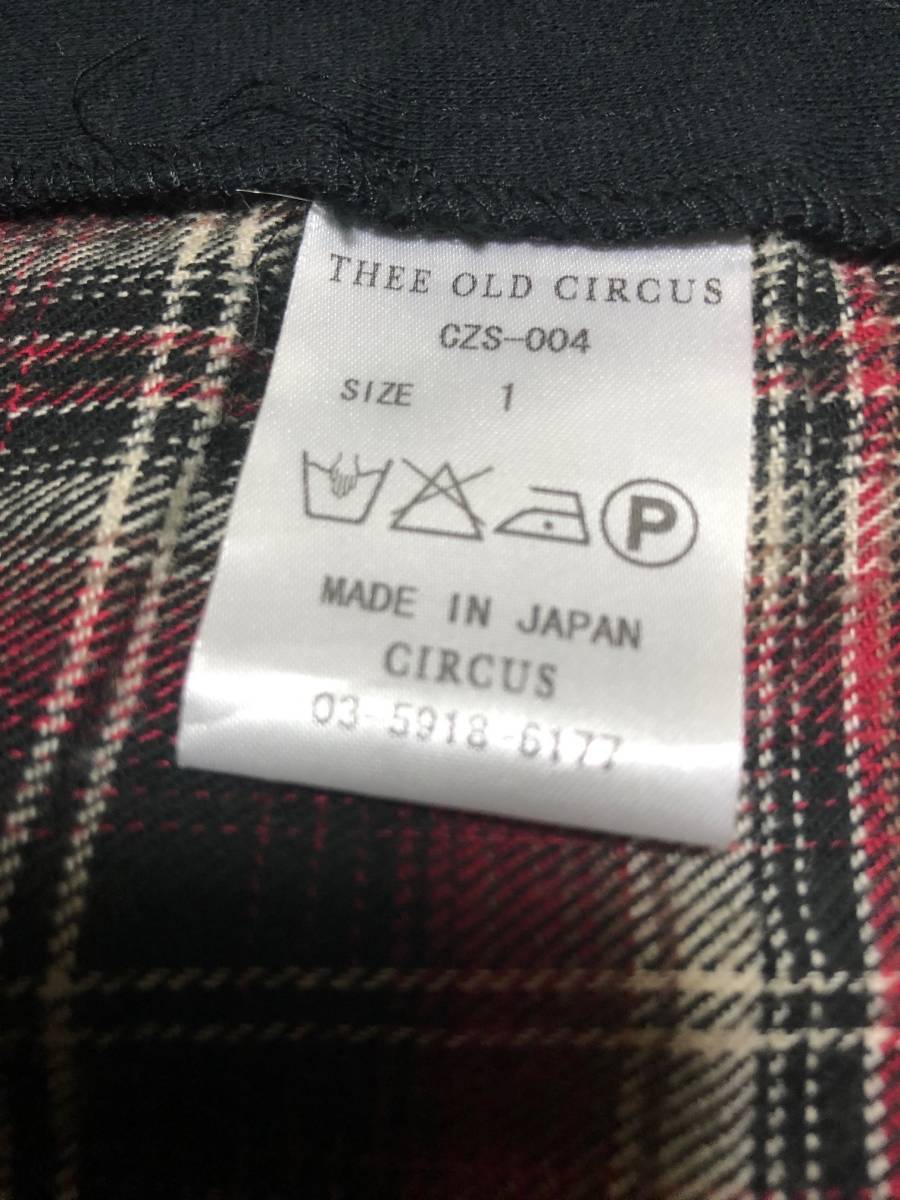 THEE OLD CIRCUS
CZS-004
SIZE 1
P
MADE IN JAPAN
CIRCUS
03-5918-6177